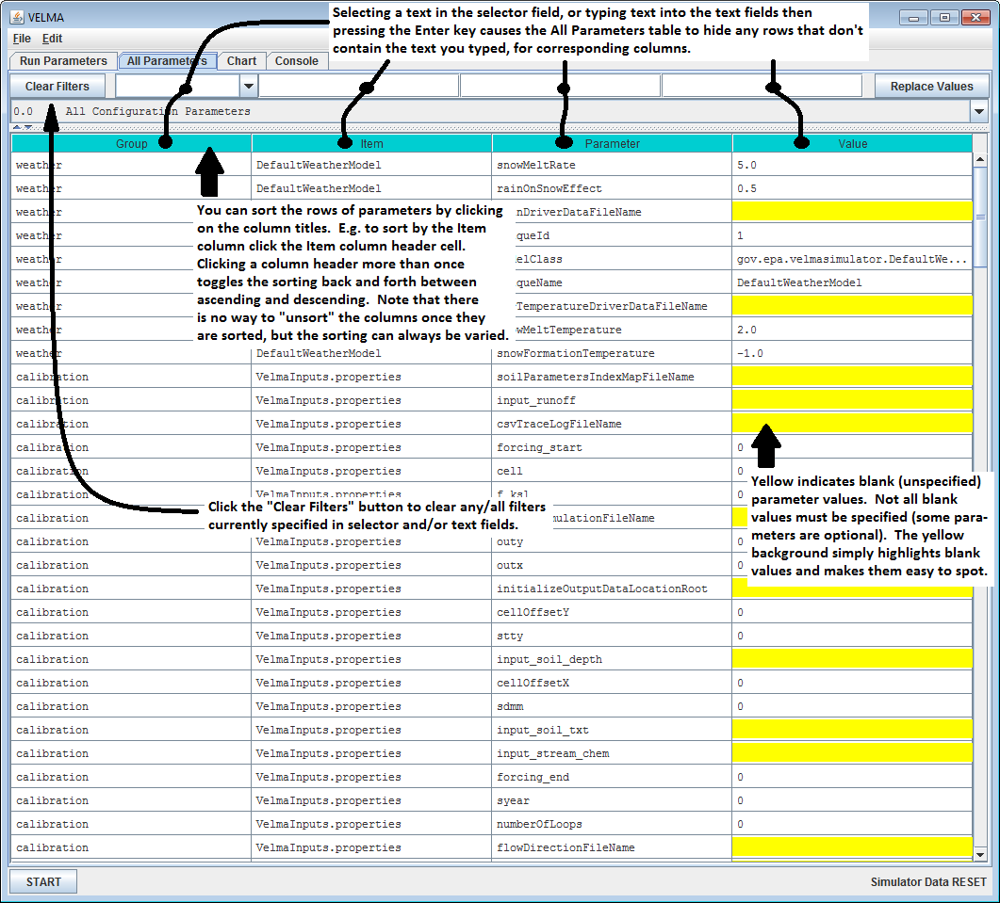 VELMA
File Edit
Selecting a text in the selector field, or typing text into the text fields then
pressing the Enter key causes the All Parameters table to hide any rows that don't
contain the text you typed, for corresponding columns.
Run Parameters All Parameters Chart Console
Clear Filters Replace Values
0.0 All Configuration Parameters
Group Item Parameter Value
weather DefaultWeatherModel snowMeltRate 5.0
weather DefaultWeatherModel rainOnSnowEffect 0.5
weather nDriverDataFileName
weather queId 1
weather elClass gov.epa.velmasimulator.DefaultWe...
weather queName DefaultWeatherModel
weather TemperatureDriverDataFileName
weather wMeltTemperature 2.0
weather DefaultWeatherModel snowFormationTemperature -1.0
You can sort the rows of parameters by clicking
on the column titles. E.g. to sort by the Item
column click the Item column header cell.
Clicking a column header more than once
toggles the sorting back and forth between
ascending and descending. Note that there
is no way to "unsort" the columns once they
are sorted, but the sorting can always be varied.
calibration VelmaInputs.properties soilParametersIndexMapFileName
calibration VelmaInputs.properties input_runoff
calibration VelmaInputs.properties csvTraceLogFileName
calibration VelmaInputs.properties forcing_start 0
calibration VelmaInputs.properties cell 0
calibration f_ksl 0
calibration mulationFileName
Click the "Clear Filters" button to clear any/all filters
currently specified in selector and/or text fields.
Yellow indicates blank (unspecified)
parameter values. Not all blank
values must be specified (some para-
meters are optional). The yellow
background simply highlights blank
values and makes them easy to spot.
calibration VelmaInputs.properties outy 0
calibration VelmaInputs.properties outx 0
calibration VelmaInputs.properties initializeOutputDataLocationRoot
calibration VelmaInputs.properties cellOffsetY 0
calibration VelmaInputs.properties stty 0
calibration VelmaInputs.properties input_soil_depth
calibration VelmaInputs.properties cellOffsetX 0
calibration VelmaInputs.properties sdmm 0
calibration VelmaInputs.properties input_soil_txt
calibration VelmaInputs.properties input_stream_chem
calibration VelmaInputs.properties forcing_end 0
calibration VelmaInputs.properties syear 0
calibration VelmaInputs.properties numberOfLoops 0
calibration VelmaInputs.properties flowDirectionFileName
START Simulator Data RESET